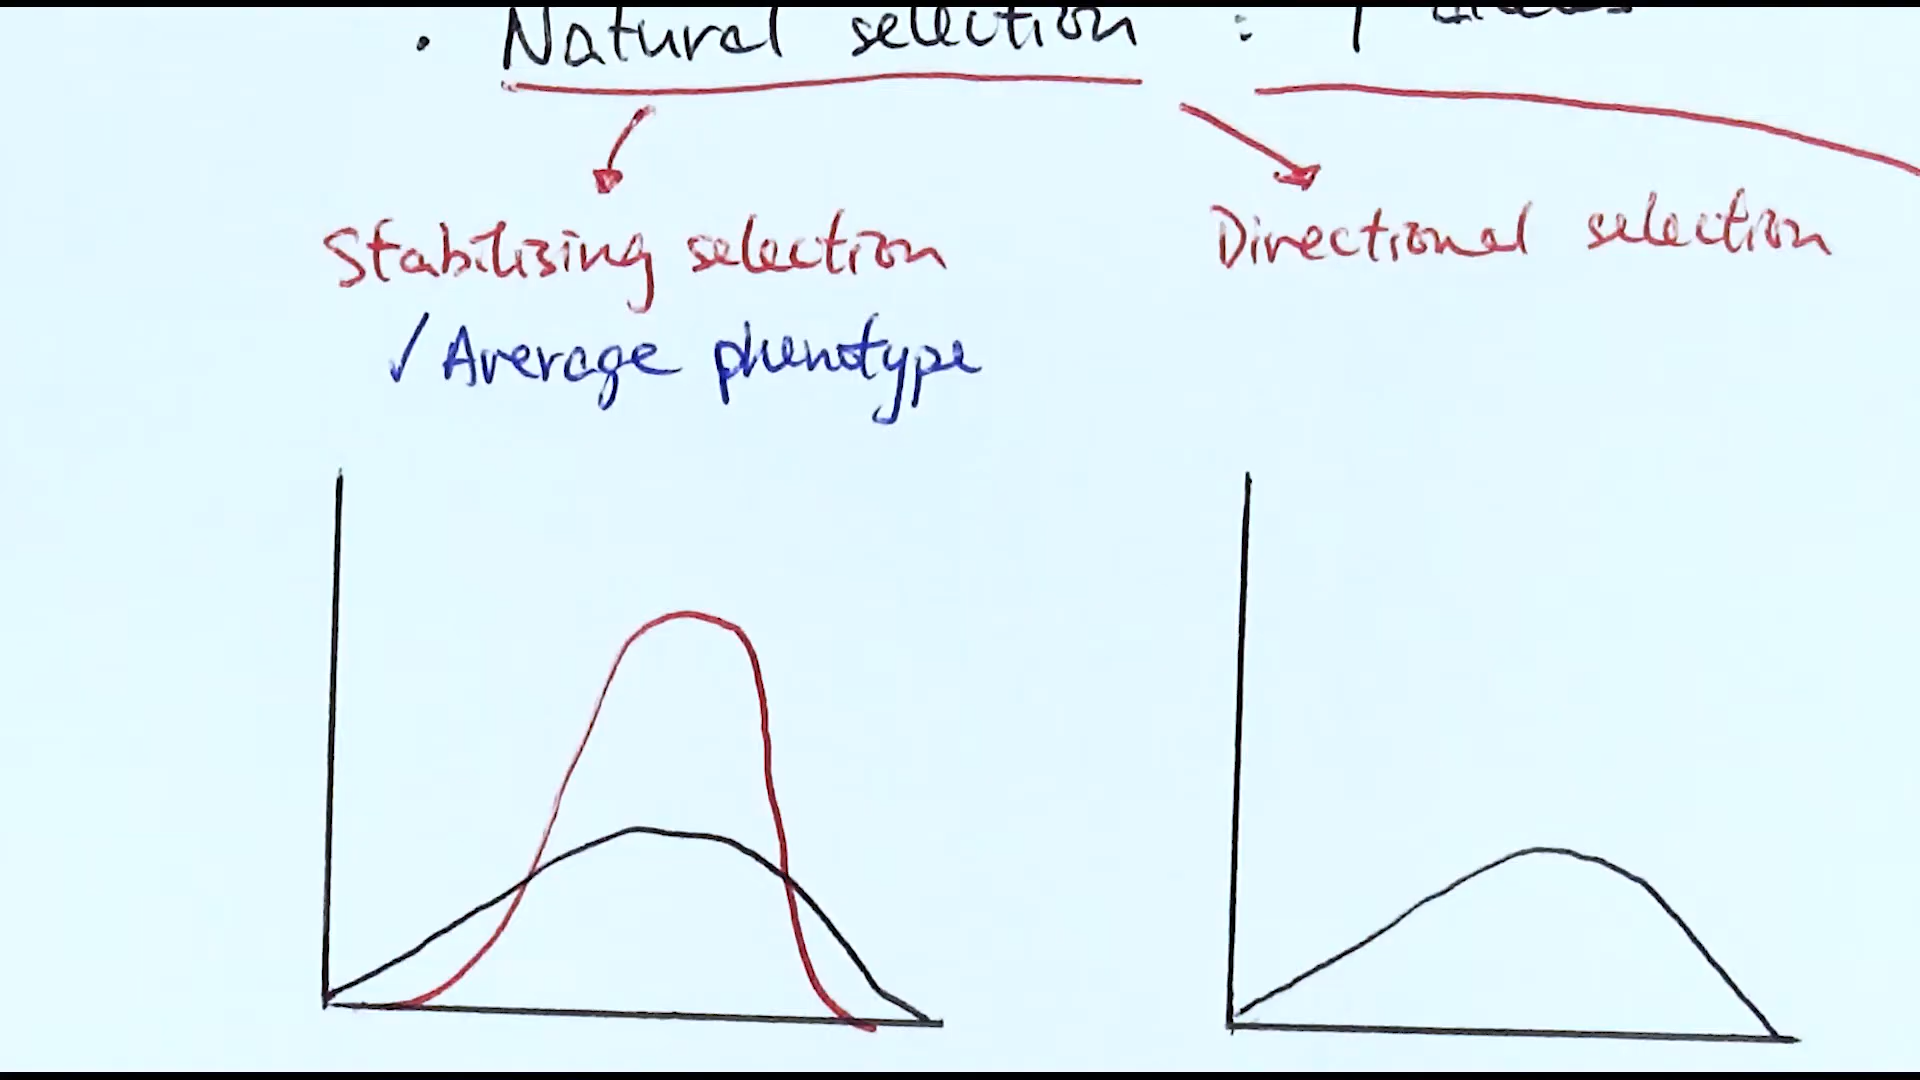 • Natural selection :
Stabilising selection
Directional selection
✓ Average phenotype